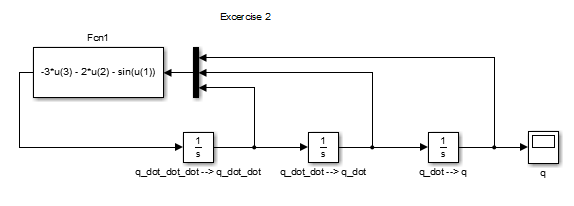 Excercise 2
Fcn1
-3*u(3) - 2*u(2) - sin(u(1))
1
s
1
s
1
s
q_dot_dot_dot --> q_dot_dot
q_dot_dot --> q_dot
q_dot --> q
q